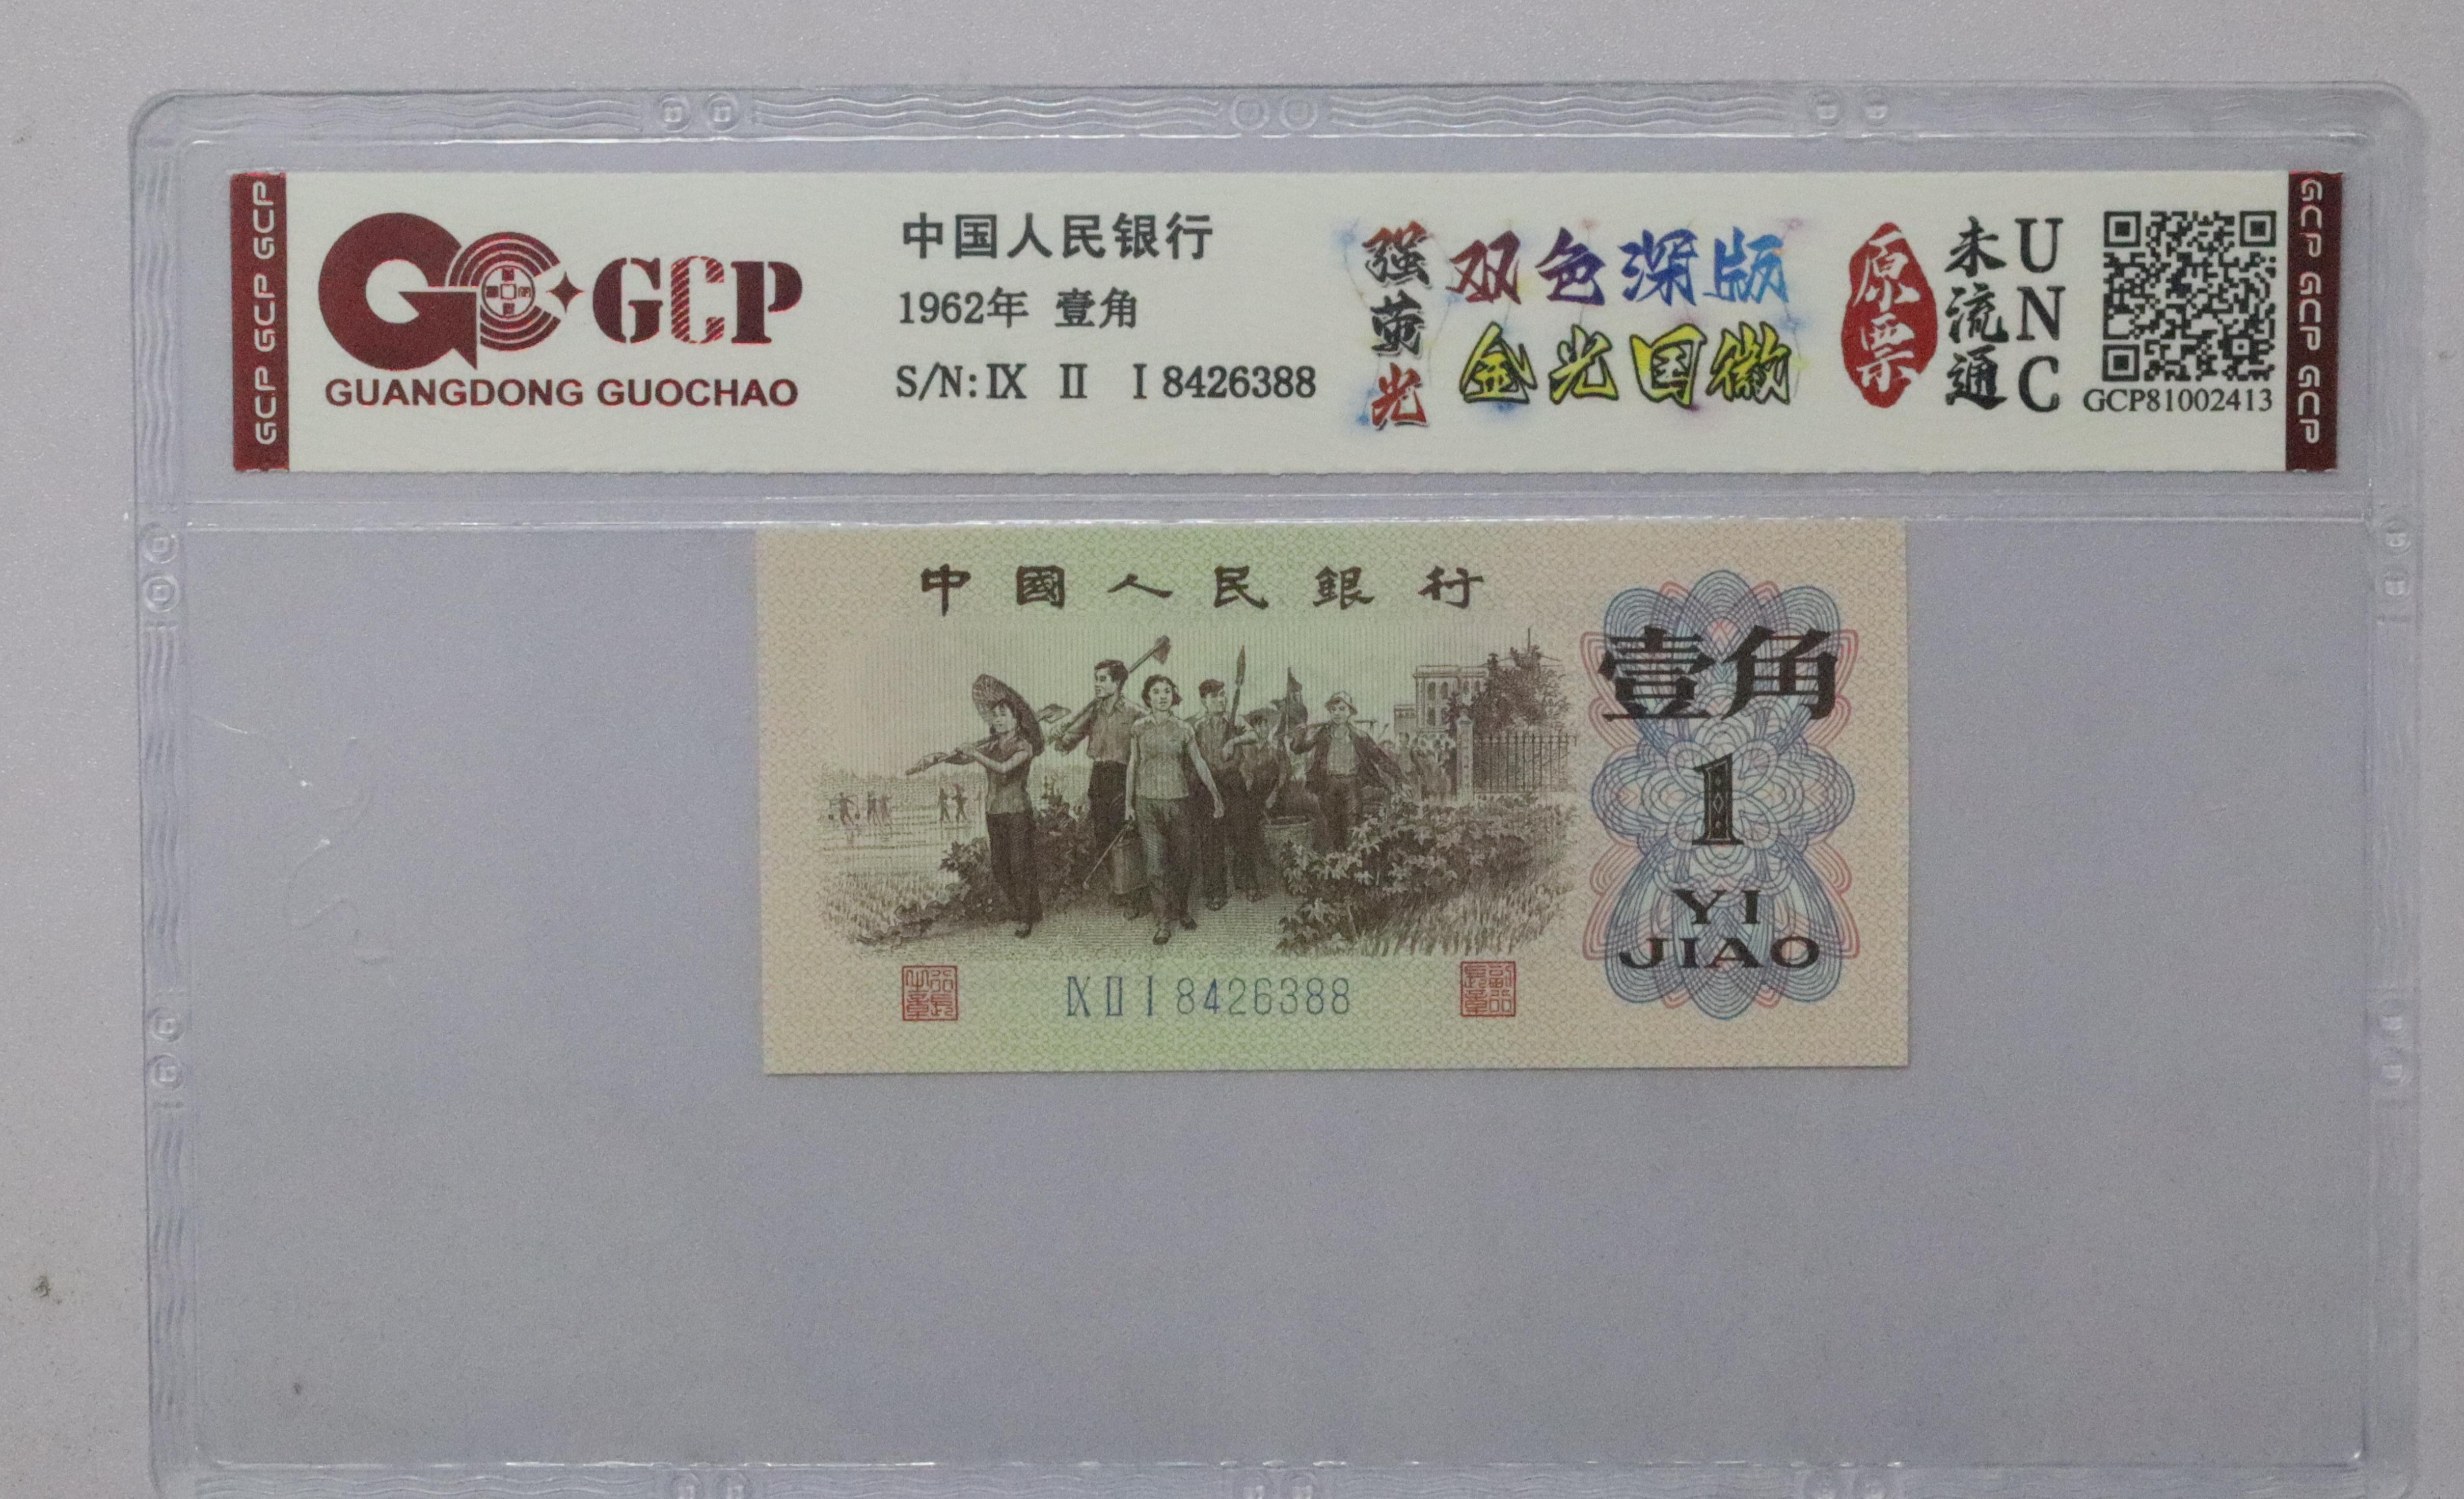 GCP GCP GCP
GCP
GUANGDONG GUOCHAO
中国人民银行
1962年 壹角
S/N: IX II I 8426388
强荧光
双色深版
金光国徽
原票
未流通
UNC
GCP81002413
GCP GCP GCP
中國人民銀行
壹角
1
YI
JIAO
IX II I 8426388